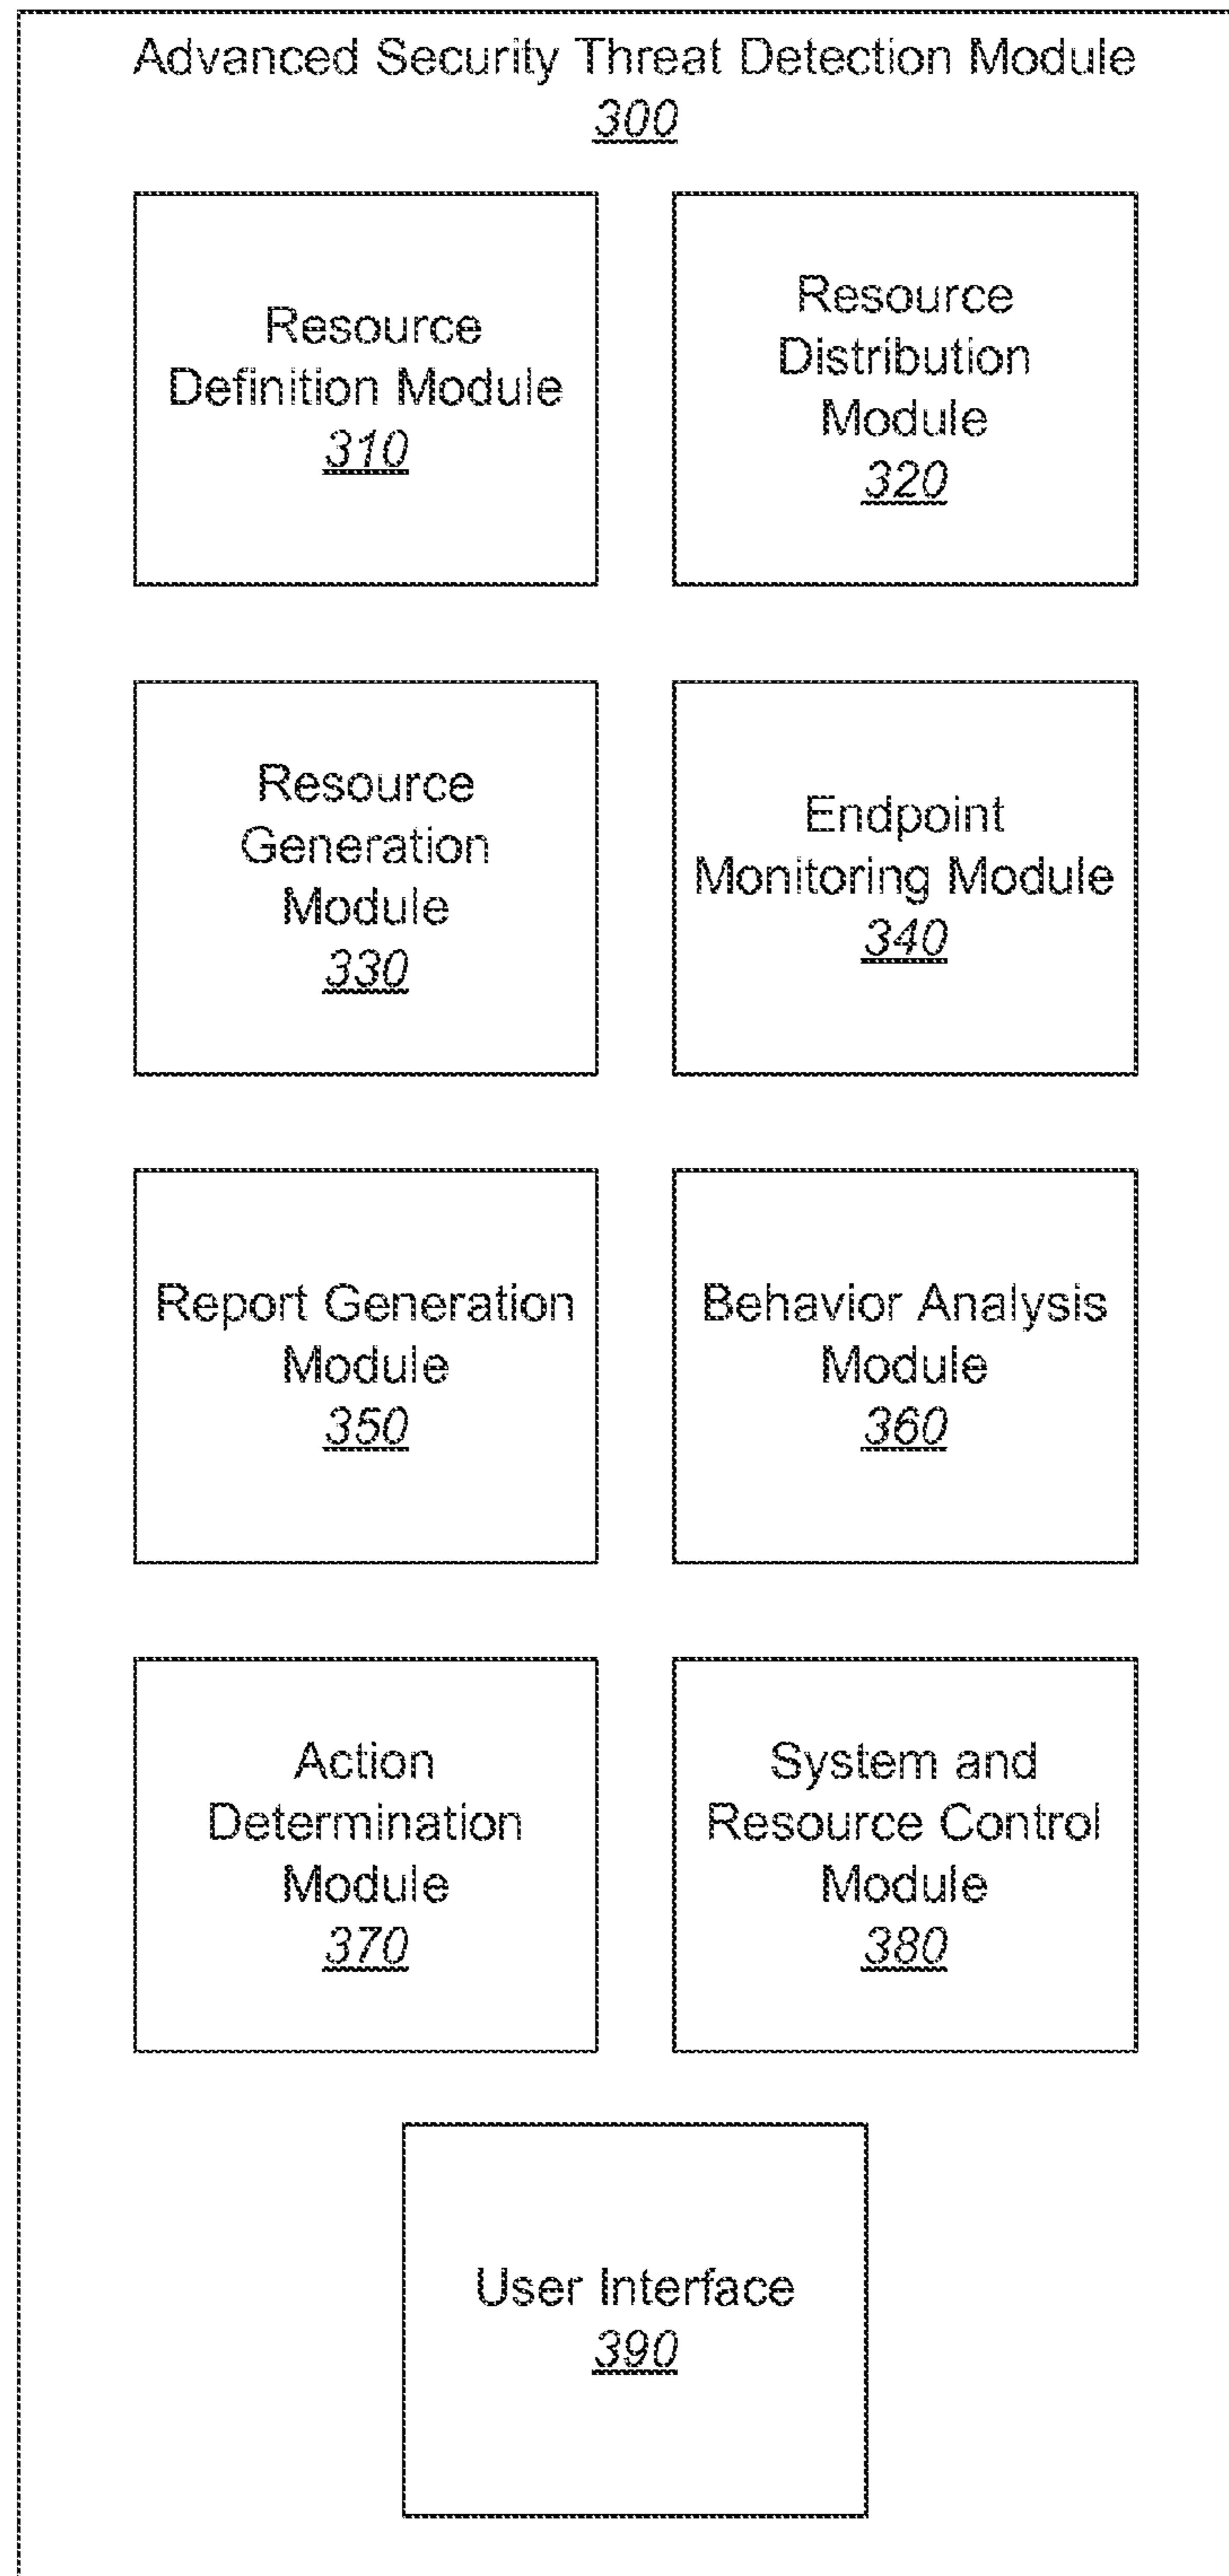 Advanced Security Threat Detection Module
300
Resource
Definition Module
310
Resource
Distribution
Module
320
Resource
Generation
Module
330
Endpoint
Monitoring Module
340
Report Generation
Module
350
Behavior Analysis
Module
360
Action
Determination
Module
370
System and
Resource Control
Module
380
User Interface
390